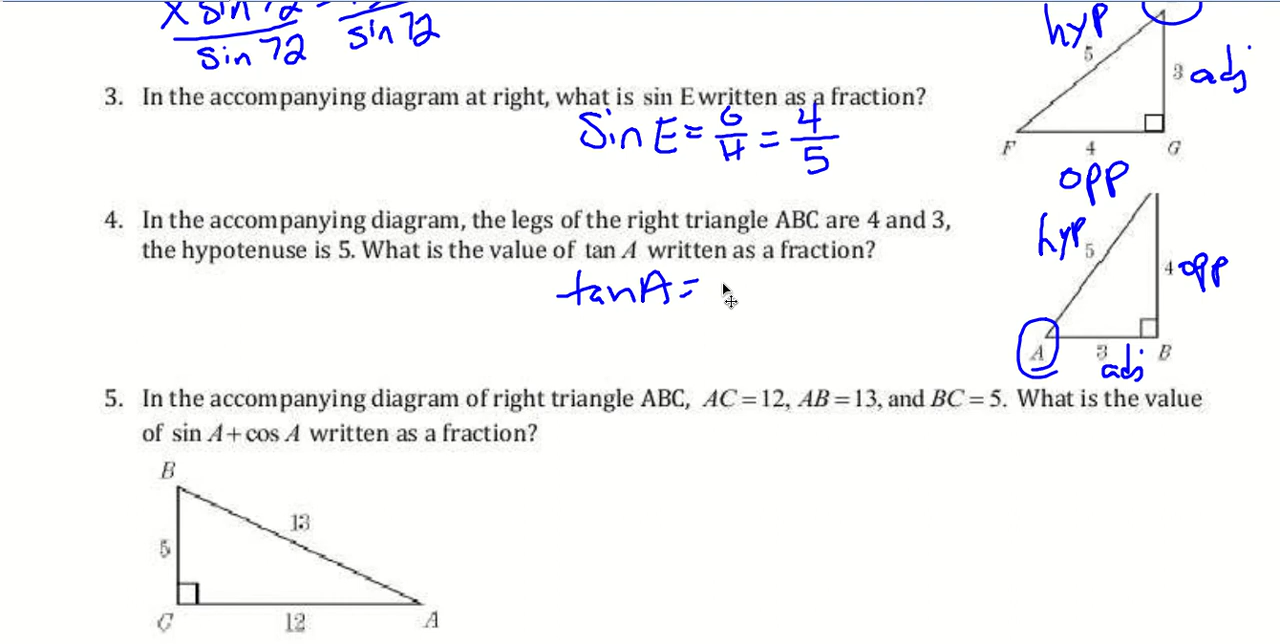 x sin 72
sin 72 sin 72
hyp
5
3 adj
3. In the accompanying diagram at right, what is sin E written as a fraction?
Sin E = O/H = 4/5
F 4 G
opp
4. In the accompanying diagram, the legs of the right triangle ABC are 4 and 3,
the hypotenuse is 5. What is the value of tan A written as a fraction?
tan A =
hyp 5
4 opp
A 3 B
adj
5. In the accompanying diagram of right triangle ABC, AC = 12, AB = 13, and BC = 5. What is the value
of sin A + cos A written as a fraction?
B
13
5
C 12 A